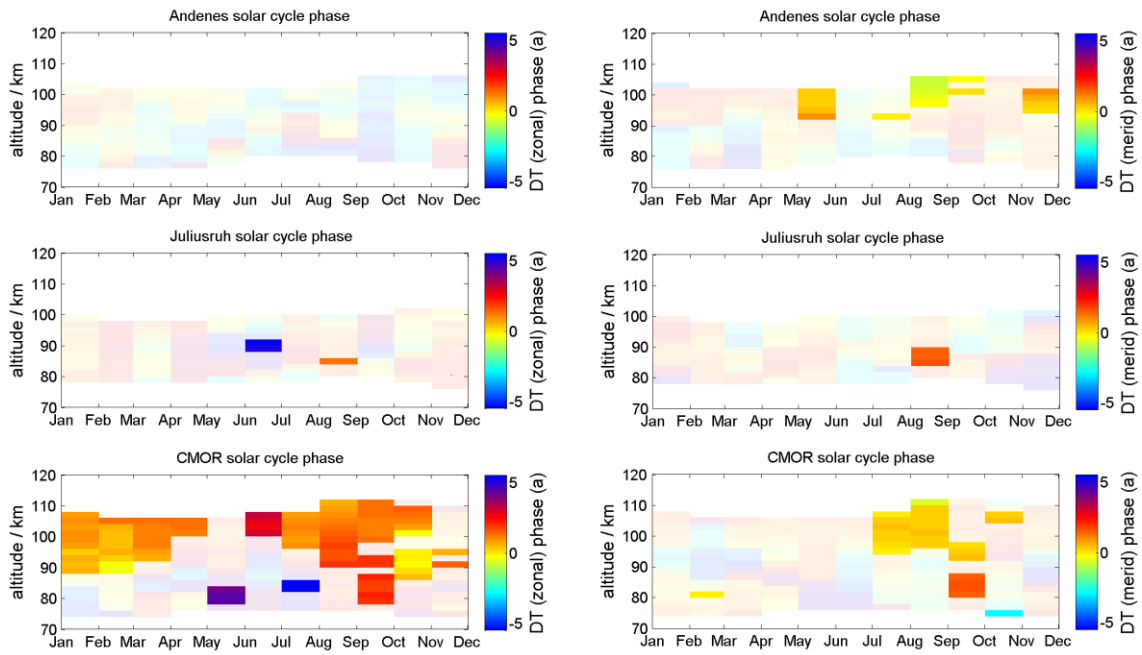 Andenes solar cycle phase
120
110
100
90
80
70
altitude / km
Jan Feb Mar Apr May Jun Jul Aug Sep Oct Nov Dec
5
0
-5
DT (zonal) phase (a)
Andenes solar cycle phase
120
110
100
90
80
70
altitude / km
Jan Feb Mar Apr May Jun Jul Aug Sep Oct Nov Dec
5
0
-5
DT (merid) phase (a)
Juliusruh solar cycle phase
120
110
100
90
80
70
altitude / km
Jan Feb Mar Apr May Jun Jul Aug Sep Oct Nov Dec
5
0
-5
DT (zonal) phase (a)
Juliusruh solar cycle phase
120
110
100
90
80
70
altitude / km
Jan Feb Mar Apr May Jun Jul Aug Sep Oct Nov Dec
5
0
-5
DT (merid) phase (a)
CMOR solar cycle phase
120
110
100
90
80
70
altitude / km
Jan Feb Mar Apr May Jun Jul Aug Sep Oct Nov Dec
5
0
-5
DT (zonal) phase (a)
CMOR solar cycle phase
120
110
100
90
80
70
altitude / km
Jan Feb Mar Apr May Jun Jul Aug Sep Oct Nov Dec
5
0
-5
DT (merid) phase (a)